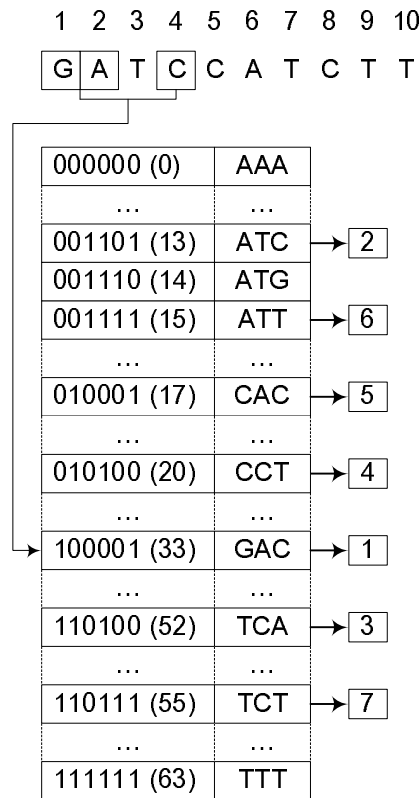 1 2 3 4 5 6 7 8 9 10
G A T C C A T C T T
000000 (0) AAA
... ...
001101 (13) ATC 2
001110 (14) ATG
001111 (15) ATT 6
... ...
010001 (17) CAC 5
... ...
010100 (20) CCT 4
... ...
100001 (33) GAC 1
... ...
110100 (52) TCA 3
... ...
110111 (55) TCT 7
... ...
111111 (63) TTT